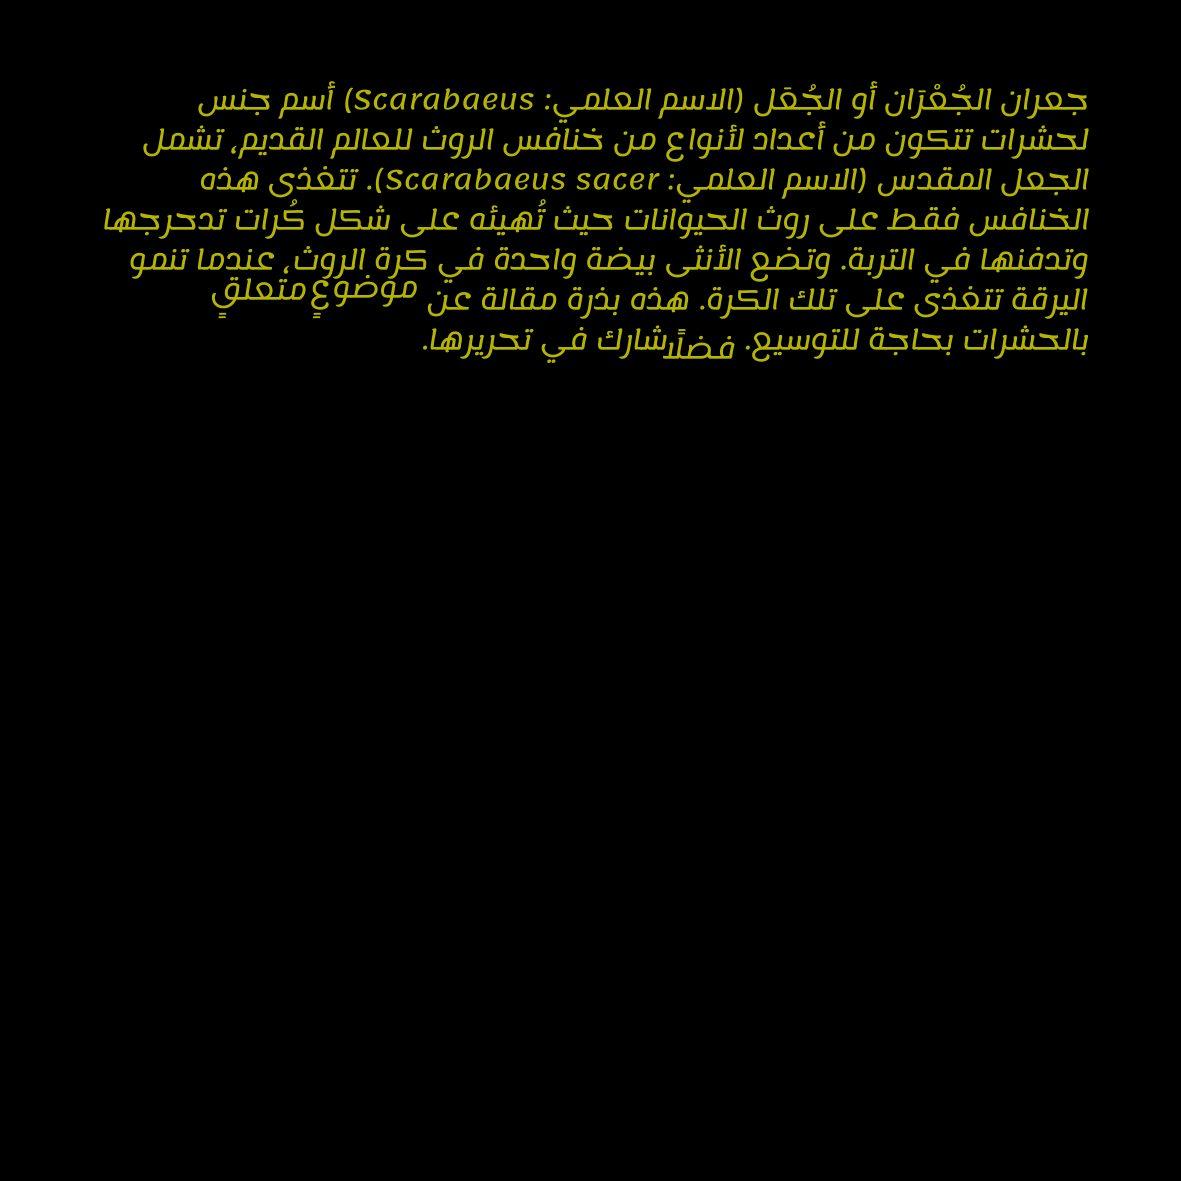 جعران الجُعْرَان أو الجُعَل (الاسم العلمي: Scarabaeus) أسم جنس
لحشرات تتكون من أعداد لأنواع من خنافس الروث للعالم القديم، تشمل
الجعل المقدس (الاسم العلمي: Scarabaeus sacer). تتغذى هذه
الخنافس فقط على روث الحيوانات حيث تُهيئه على شكل كُرات تدحرجها
وتدفنها في التربة. وتضع الأنثى بيضة واحدة في كرة الروث، عندما تنمو
اليرقة تتغذى على تلك الكرة. هذه بذرة مقالة عن موضوعٍ متعلقٍ
بالحشرات بحاجة للتوسيع. فضلًا شارك في تحريرها.